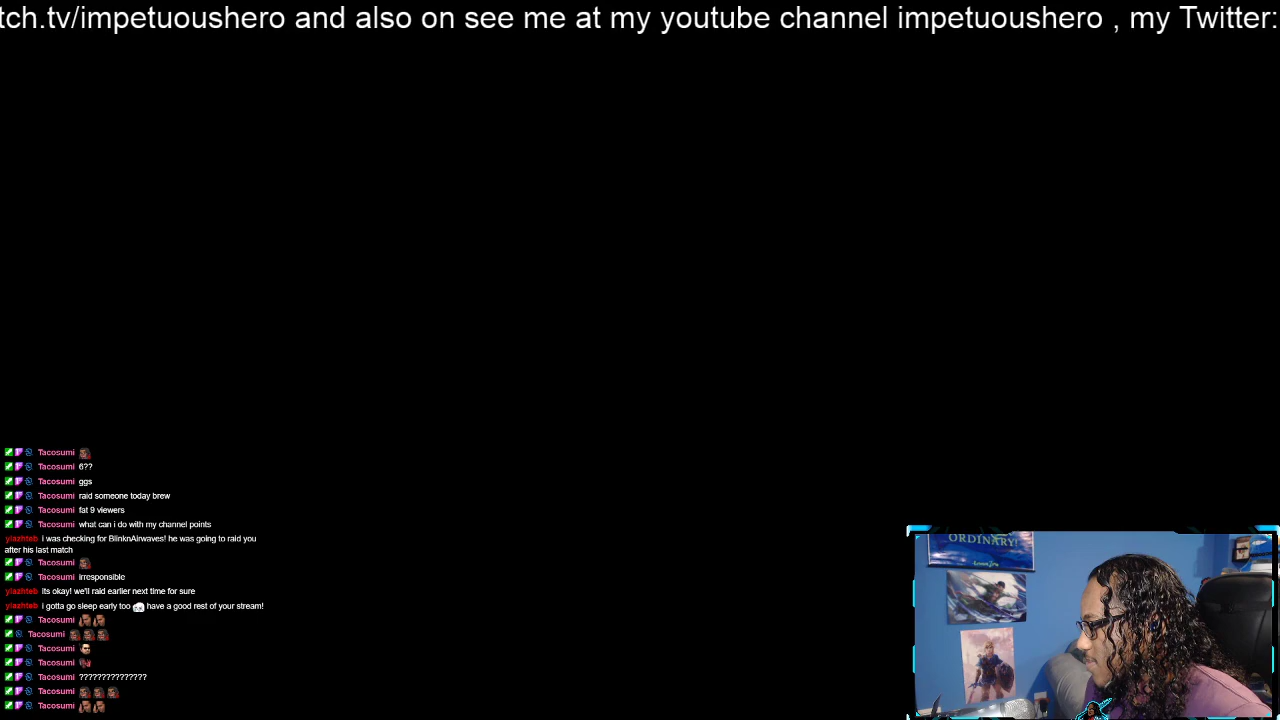 tch.tv/impetuoushero and also on see me at my youtube channel impetuoushero , my Twitter:
Tacosumi
Tacosumi 6??
Tacosumi ggs
Tacosumi raid someone today brew
Tacosumi fat 9 viewers
Tacosumi what can i do with my channel points
ylazhteb i was checking for BlinknAirwaves! he was going to raid you
after his last match
Tacosumi
Tacosumi irresponsible
ylazhteb its okay! we'll raid earlier next time for sure
ylazhteb i gotta go sleep early too have a good rest of your stream!
Tacosumi
Tacosumi
Tacosumi
Tacosumi
Tacosumi ???????????????
Tacosumi
Tacosumi
ORDINARY!